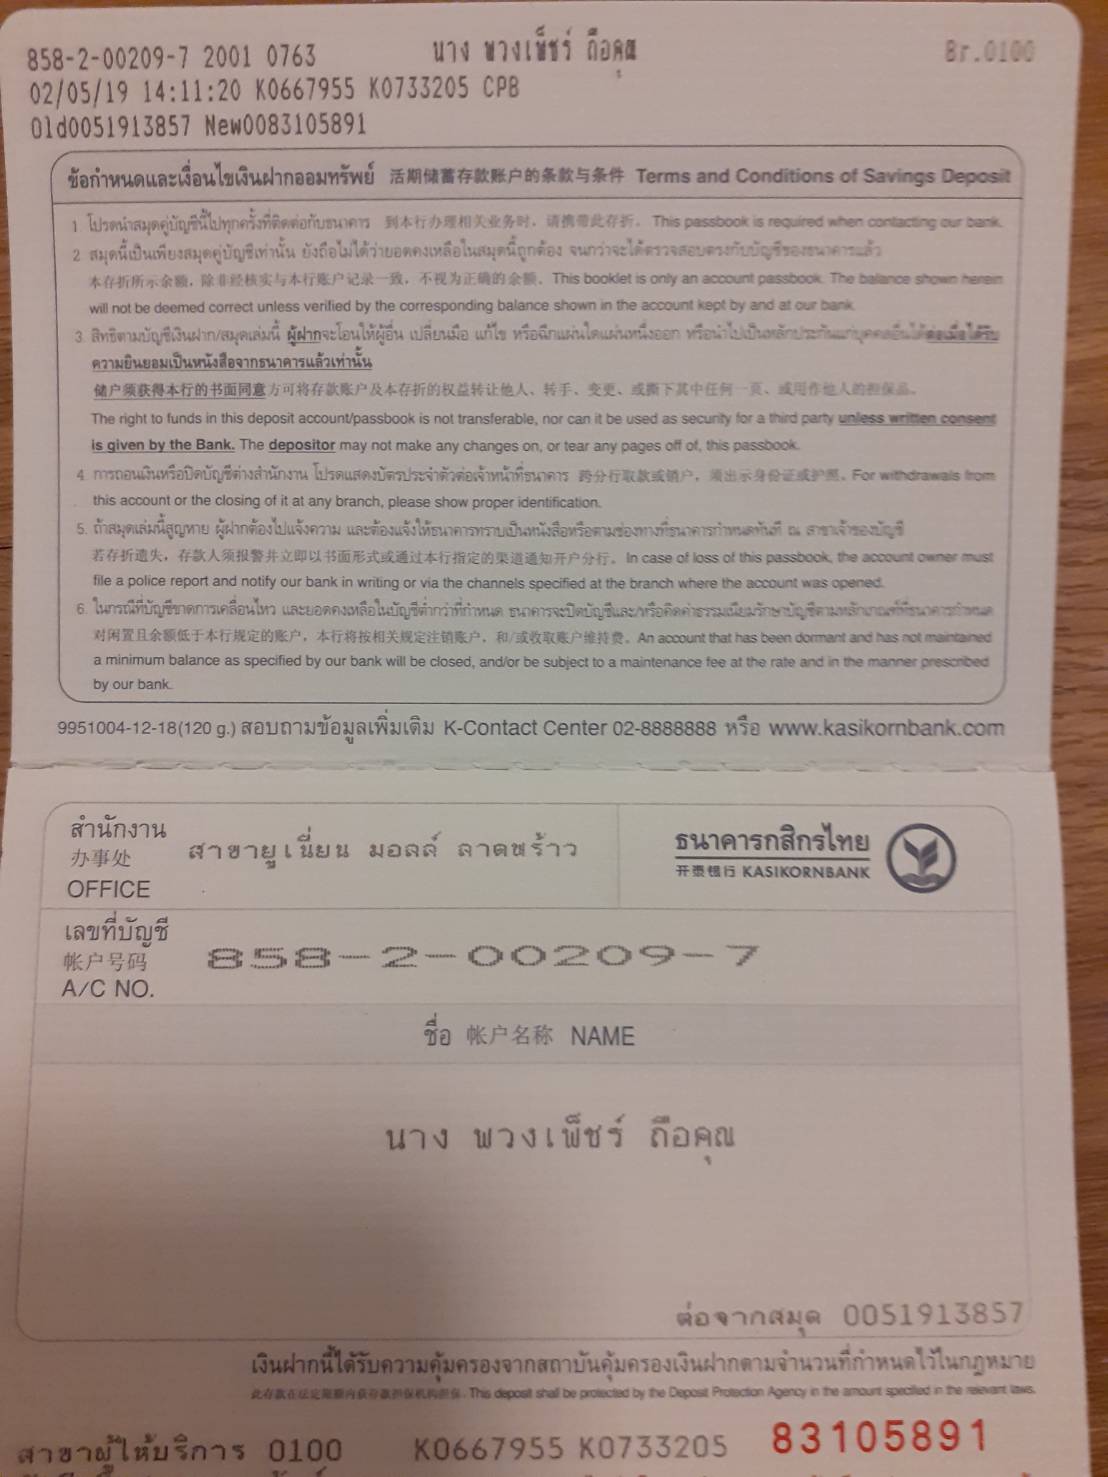 858-2-00209-7 2001 0763 นาง พวงเพ็ชร์ ถือคุณ Br.0100
02/05/19 14:11:20 K0667955 K0733205 CPB
Old0051913857 New0083105891
ข้อกำหนดและเงื่อนไขเงินฝากออมทรัพย์ 活期储蓄存款账户的条款与条件 Terms and Conditions of Savings Deposit
1. โปรดนำสมุดคู่บัญชีนี้ไปทุกครั้งที่ติดต่อกับธนาคาร 到本行办理相关业务时，请携带此存折。This passbook is required when contacting our bank.
2. สมุดนี้เป็นเพียงสมุดคู่บัญชีเท่านั้น ยังถือไม่ได้ว่ายอดคงเหลือในสมุดนี้ถูกต้อง จนกว่าจะได้ตรวจสอบตรงกับบัญชีของธนาคารแล้ว
本存折所示余额，除非经核实与本行账户记录一致，不视为正确的余额。This booklet is only an account passbook. The balance shown herein
will not be deemed correct unless verified by the corresponding balance shown in the account kept by and at our bank.
3. สิทธิตามบัญชีเงินฝาก/สมุดเล่มนี้ ผู้ฝากจะโอนให้ผู้อื่น เปลี่ยนมือ แก้ไข หรือฉีกแผ่นใดแผ่นหนึ่งออก หรือนำไปเป็นหลักประกันแก่บุคคลอื่นได้ต่อเมื่อได้รับ
ความยินยอมเป็นหนังสือจากธนาคารแล้วเท่านั้น
储户须获得本行的书面同意方可将存款账户及本存折的权益转让他人、转手、变更、或撕下其中任何一页、或用作他人的担保品。
The right to funds in this deposit account/passbook is not transferable, nor can it be used as security for a third party unless written consent
is given by the Bank. The depositor may not make any changes on, or tear any pages off of, this passbook.
4. การถอนเงินหรือปิดบัญชีต่างสำนักงาน โปรดแสดงบัตรประจำตัวต่อเจ้าหน้าที่ธนาคาร 跨分行取款或销户，须出示身份证或护照。For withdrawals from
this account or the closing of it at any branch, please show proper identification.
5. ถ้าสมุดเล่มนี้สูญหาย ผู้ฝากต้องไปแจ้งความ และต้องแจ้งให้ธนาคารทราบเป็นหนังสือหรือตามช่องทางที่ธนาคารกำหนดทันที ณ สาขาเจ้าของบัญชี
若存折遗失，存款人须报警并立即以书面形式或通过本行指定的渠道通知开户分行。In case of loss of this passbook, the account owner must
file a police report and notify our bank in writing or via the channels specified at the branch where the account was opened.
6. ในกรณีที่บัญชีขาดการเคลื่อนไหว และยอดคงเหลือในบัญชีต่ำกว่าที่กำหนด ธนาคารจะปิดบัญชีและ/หรือคิดค่าธรรมเนียมรักษาบัญชีตามหลักเกณฑ์ที่ธนาคารกำหนด
对闲置且余额低于本行规定的账户，本行将按相关规定注销账户，和/或收取账户维持费。An account that has been dormant and has not maintained
a minimum balance as specified by our bank will be closed, and/or be subject to a maintenance fee at the rate and in the manner prescribed
by our bank.
9951004-12-18(120 g.) สอบถามข้อมูลเพิ่มเติม K-Contact Center 02-8888888 หรือ www.kasikornbank.com
สำนักงาน
办事处
OFFICE
สาขายูเนี่ยน มอลล์ ลาดพร้าว
ธนาคารกสิกรไทย
开泰银行 KASIKORNBANK
เลขที่บัญชี
帐户号码
A/C NO.
858-2-00209-7
ชื่อ 帐户名称 NAME
นาง พวงเพ็ชร์ ถือคุณ
ต่อจากสมุด 0051913857
เงินฝากนี้ได้รับความคุ้มครองจากสถาบันคุ้มครองเงินฝากตามจำนวนที่กำหนดไว้ในกฎหมาย
此存款在法定限额内获存款担保机构担保。This deposit shall be protected by the Deposit Protection Agency in the amount specified in the relevant laws.
สาขาผู้ให้บริการ 0100 K0667955 K0733205 83105891